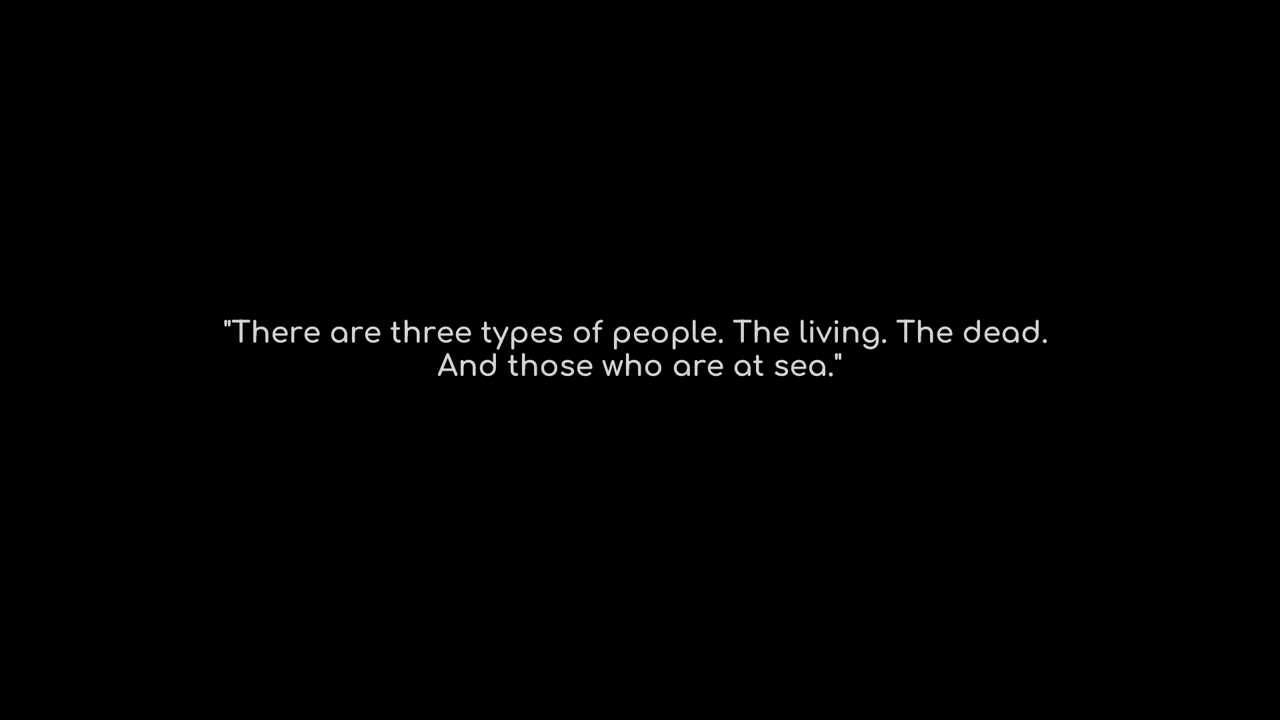 "There are three types of people. The living. The dead.
And those who are at sea."